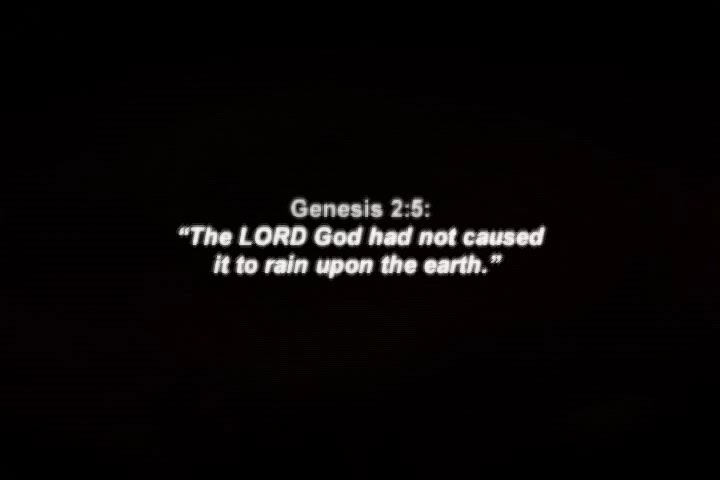 Genesis 2:5:
“The LORD God had not caused
it to rain upon the earth.”